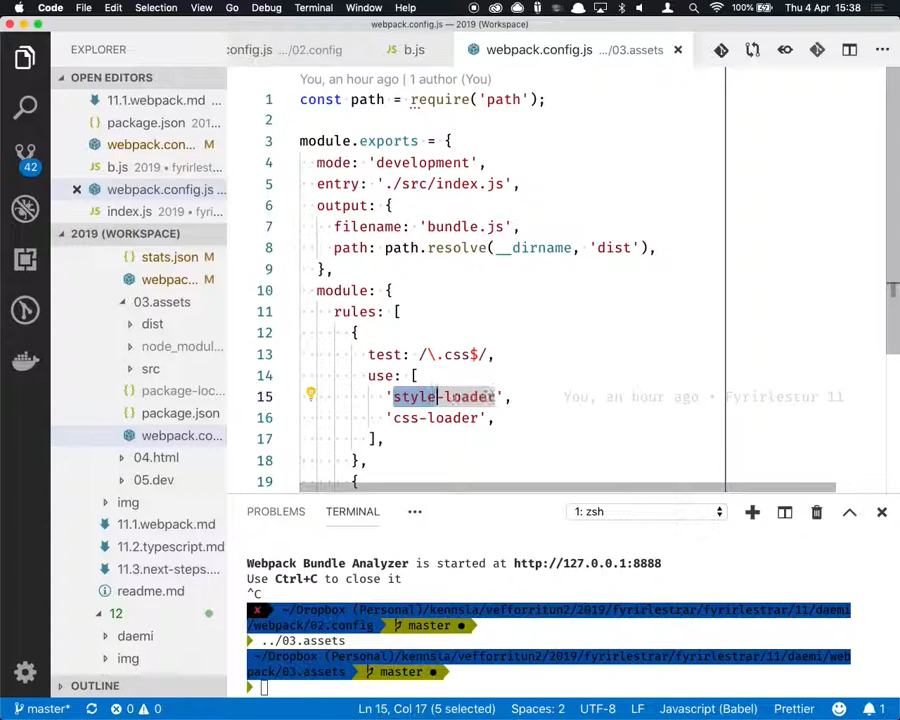 Code File Edit Selection View Go Debug Terminal Window Help 100% Thu 4 Apr 15:38
webpack.config.js — 2019 (Workspace)
EXPLORER
config.js .../02.config b.js webpack.config.js .../03.assets
OPEN EDITORS
11.1.webpack.md ...
package.json 201...
webpack.con... M
b.js 2019 • fyrirlest...
webpack.config.js ...
index.js 2019 • fyri...
2019 (WORKSPACE)
stats.json M
webpac... M
03.assets
dist
node_modul...
src
package-loc...
package.json
webpack.co...
04.html
05.dev
img
11.1.webpack.md
11.2.typescript.md
11.3.next-steps....
readme.md
12
daemi
img
OUTLINE
42
You, an hour ago | 1 author (You)
1 const path = require('path');
2
3 module.exports = {
4 mode: 'development',
5 entry: './src/index.js',
6 output: {
7 filename: 'bundle.js',
8 path: path.resolve(__dirname, 'dist'),
9 },
10 module: {
11 rules: [
12 {
13 test: /\.css$/,
14 use: [
15 'style-loader', You, an hour ago • Fyrirlestur 11
16 'css-loader',
17 ],
18 },
19 {
PROBLEMS TERMINAL ... 1: zsh
Webpack Bundle Analyzer is started at http://127.0.0.1:8888
Use Ctrl+C to close it
^C
✘ ~/Dropbox (Personal)/kennsla/vefforritun2/2019/fyrirlestrar/fyrirlestrar/11/daemi
/webpack/02.config master ●
../03.assets
~/Dropbox (Personal)/kennsla/vefforritun2/2019/fyrirlestrar/fyrirlestrar/11/daemi/web
pack/03.assets master ●
master* 0 0 Ln 15, Col 17 (5 selected) Spaces: 2 UTF-8 LF Javascript (Babel) Prettier 1